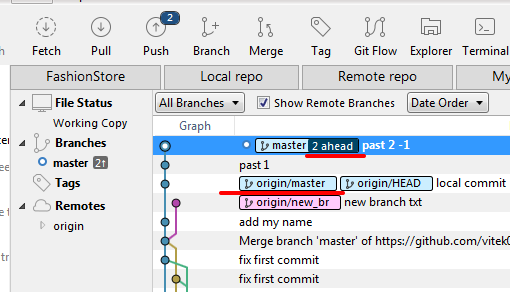 2
Fetch Pull Push Branch Merge Tag Git Flow Explorer Terminal
FashionStore Local repo Remote repo My
File Status
Working Copy
Branches
master 2↑
Tags
Remotes
origin
All Branches Show Remote Branches Date Order
Graph
master 2 ahead past 2 -1
past 1
origin/master origin/HEAD local commit
origin/new_br new branch txt
add my name
Merge branch 'master' of https://github.com/vitek0
fix first commit
fix first commit